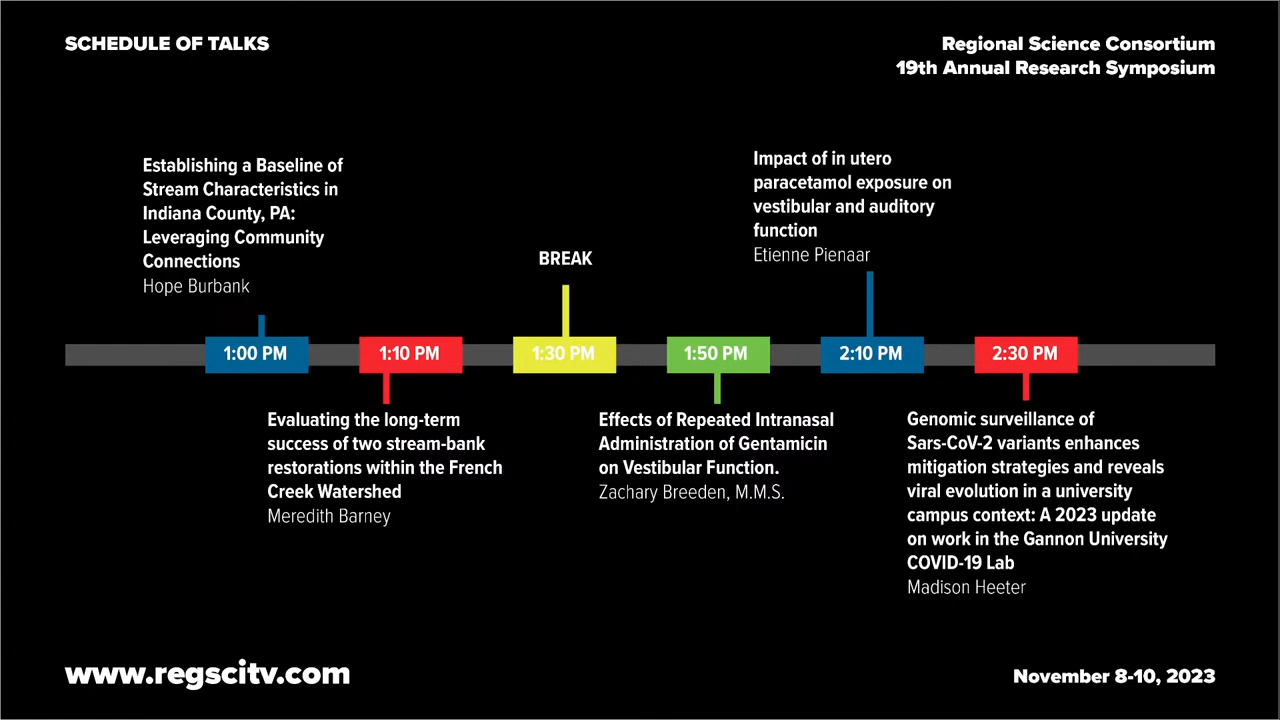 SCHEDULE OF TALKS
Regional Science Consortium
19th Annual Research Symposium
Establishing a Baseline of
Stream Characteristics in
Indiana County, PA:
Leveraging Community
Connections
Hope Burbank
BREAK
Impact of in utero
paracetamol exposure on
vestibular and auditory
function
Etienne Pienaar
1:00 PM
1:10 PM
1:30 PM
1:50 PM
2:10 PM
2:30 PM
Evaluating the long-term
success of two stream-bank
restorations within the French
Creek Watershed
Meredith Barney
Effects of Repeated Intranasal
Administration of Gentamicin
on Vestibular Function.
Zachary Breeden, M.M.S.
Genomic surveillance of
Sars-CoV-2 variants enhances
mitigation strategies and reveals
viral evolution in a university
campus context: A 2023 update
on work in the Gannon University
COVID-19 Lab
Madison Heeter
www.regscitv.com
November 8-10, 2023